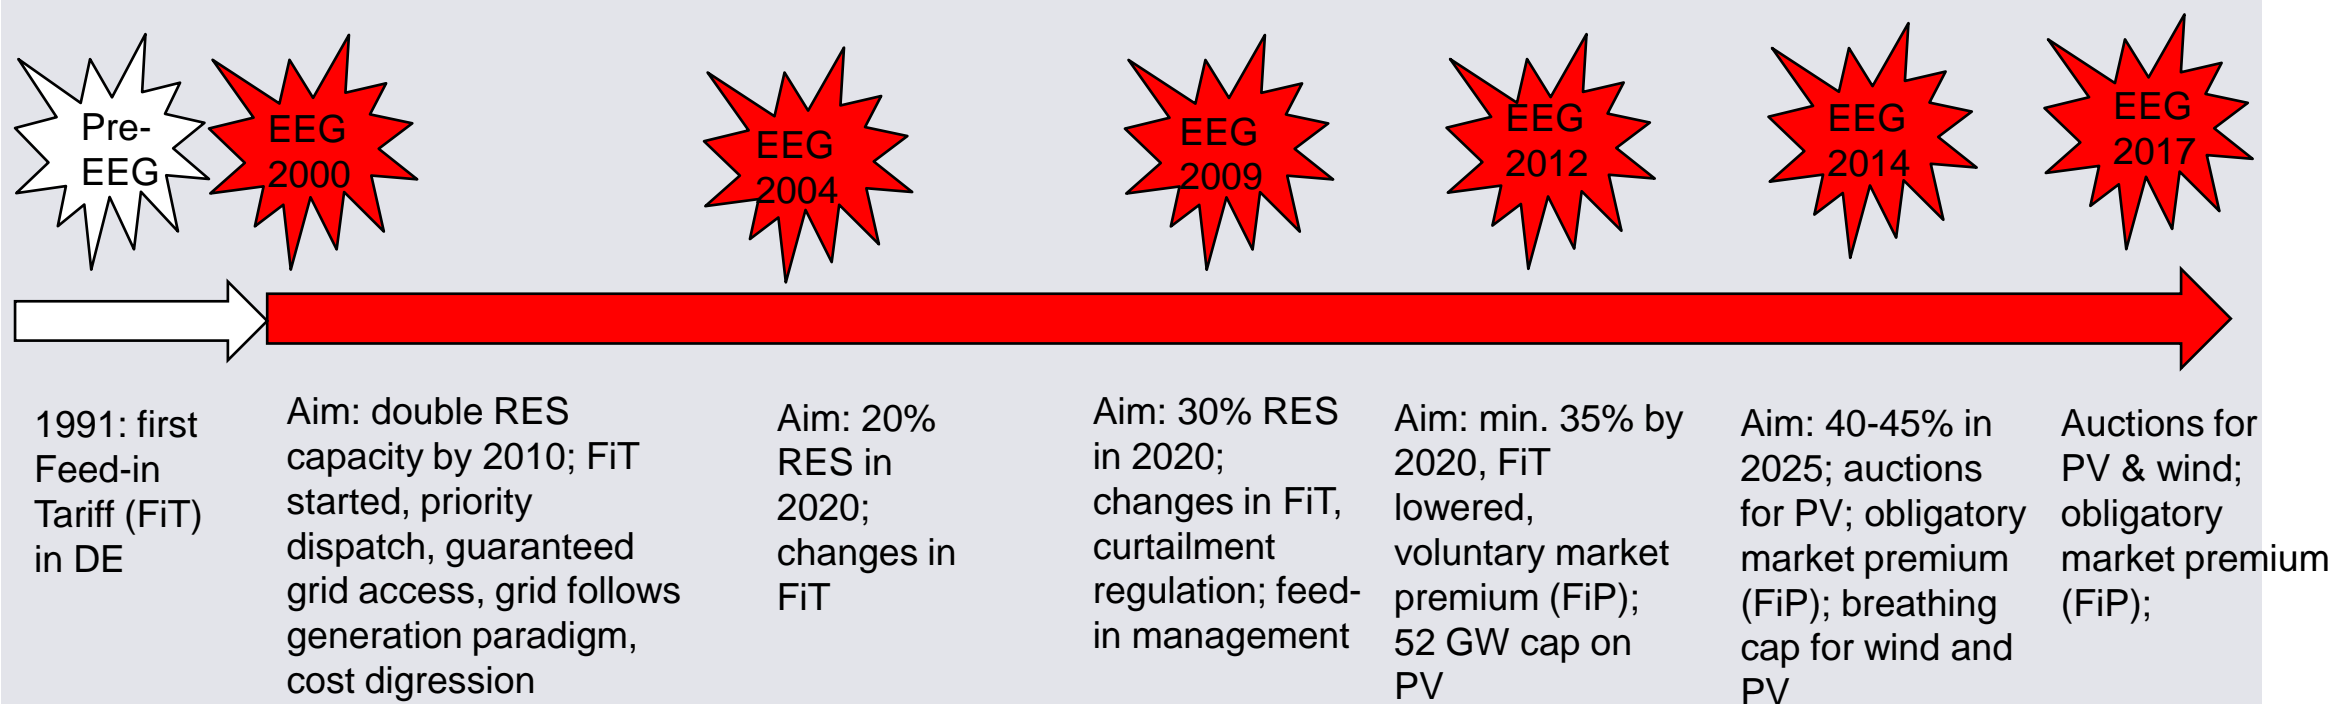 Pre-
EEG
EEG
2000
EEG
2004
EEG
2009
EEG
2012
EEG
2014
EEG
2017
1991: first
Feed-in
Tariff (FiT)
in DE
Aim: double RES
capacity by 2010; FiT
started, priority
dispatch, guaranteed
grid access, grid follows
generation paradigm,
cost digression
Aim: 20%
RES in
2020;
changes in
FiT
Aim: 30% RES
in 2020;
changes in FiT,
curtailment
regulation; feed-
in management
Aim: min. 35% by
2020, FiT
lowered,
voluntary market
premium (FiP);
52 GW cap on
PV
Aim: 40-45% in
2025; auctions
for PV; obligatory
market premium
(FiP); breathing
cap for wind and
PV
Auctions for
PV & wind;
obligatory
market premium
(FiP);